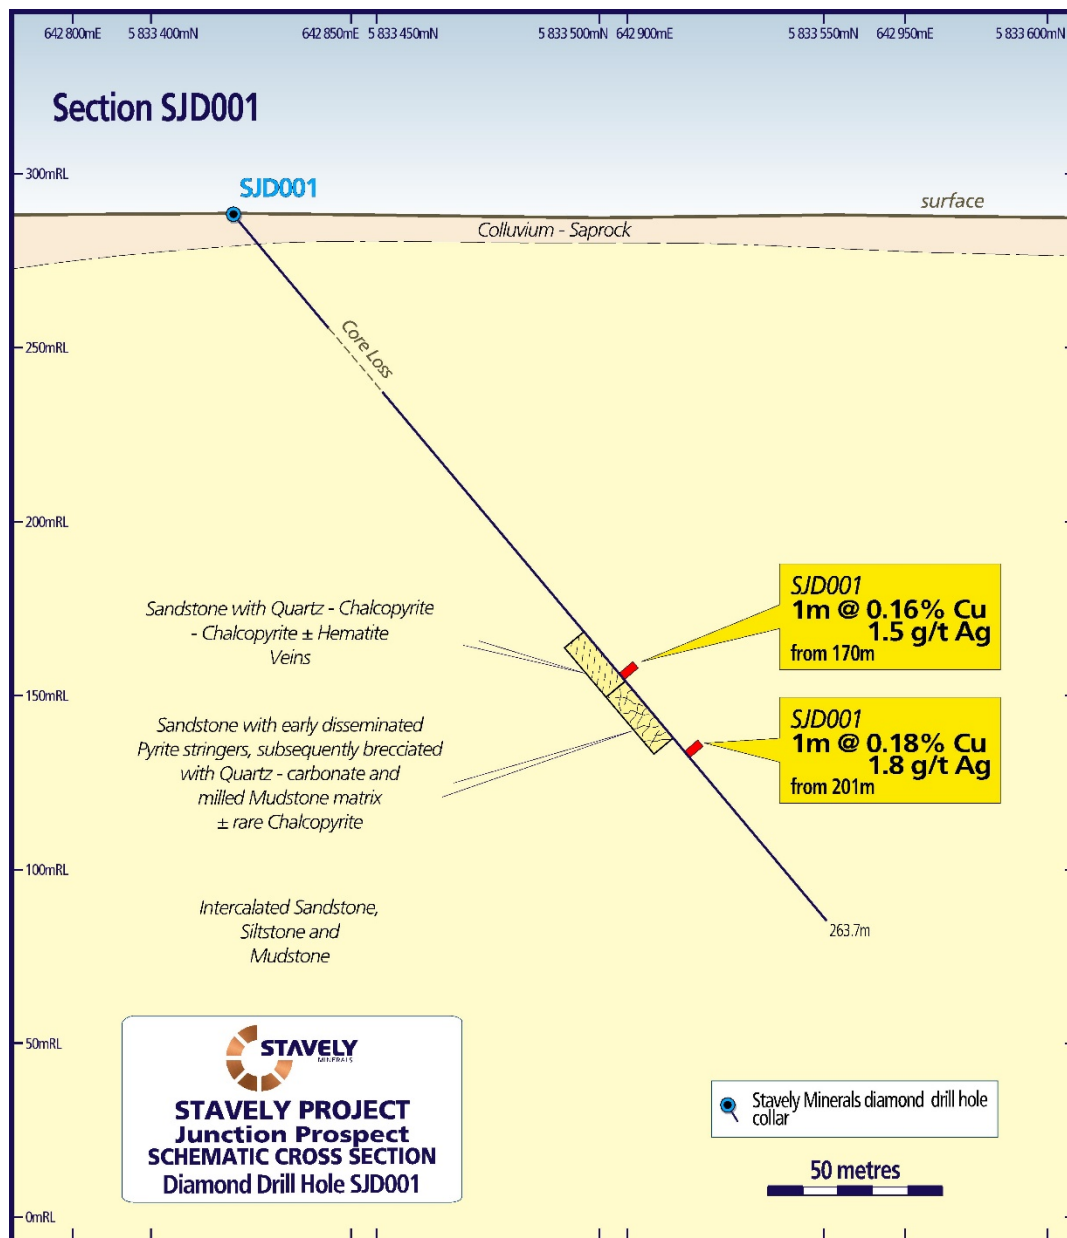 642 800mE 5 833 400mN 642 850mE 5 833 450mN 5 833 500mN 642 900mE 5 833 550mN 642 950mE 5 833 600mN
Section SJD001
300mRL
SJD001
surface
Colluvium - Saprock
Core Loss
250mRL
200mRL
Sandstone with Quartz - Chalcopyrite
- Chalcopyrite ± Hematite
Veins
SJD001
1m @ 0.16% Cu
1.5 g/t Ag
from 170m
150mRL
Sandstone with early disseminated
Pyrite stringers, subsequently brecciated
with Quartz - carbonate and
milled Mudstone matrix
± rare Chalcopyrite
SJD001
1m @ 0.18% Cu
1.8 g/t Ag
from 201m
100mRL
Intercalated Sandstone,
Siltstone and
Mudstone
263.7m
50mRL
STAVELY
MINERALS
STAVELY PROJECT
Junction Prospect
SCHEMATIC CROSS SECTION
Diamond Drill Hole SJD001
Stavely Minerals diamond drill hole
collar
50 metres
0mRL